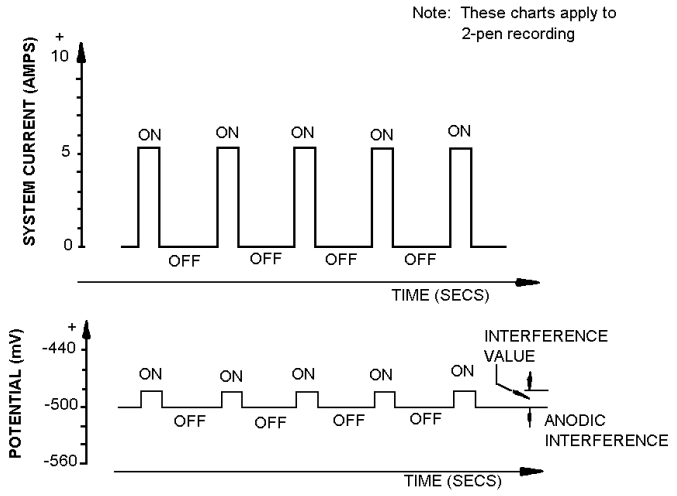 Note: These charts apply to
2-pen recording
SYSTEM CURRENT (AMPS)
+
10
5
0
ON ON ON ON ON
OFF OFF OFF OFF
TIME (SECS)
POTENTIAL (mV)
+
-440
-500
-560
ON ON ON ON ON
OFF OFF OFF OFF
INTERFERENCE
VALUE
ANODIC
INTERFERENCE
TIME (SECS)